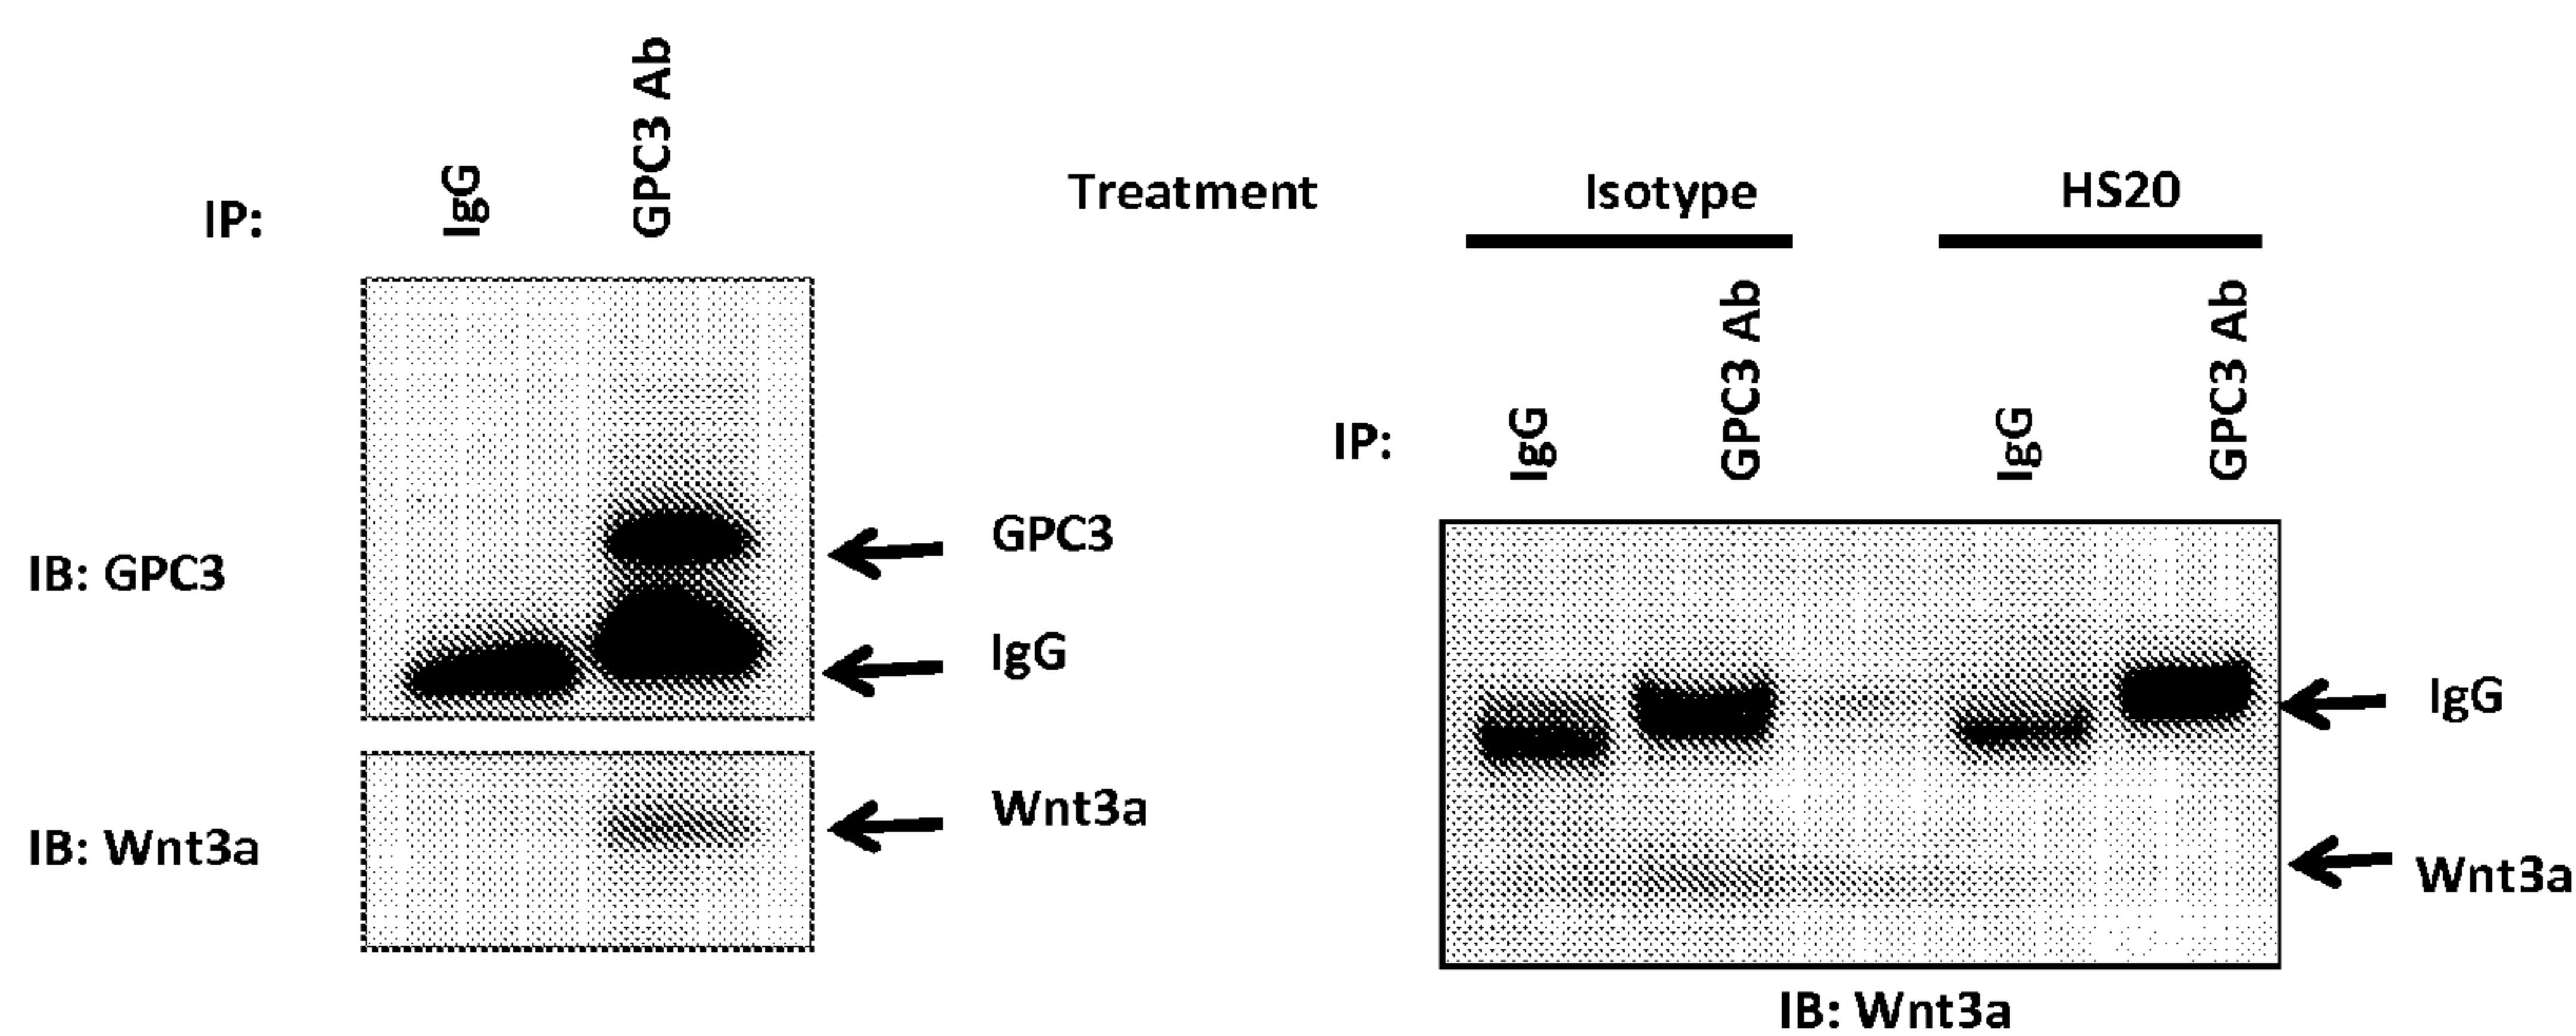 IP:
IgG
GPC3 Ab
IB: GPC3
GPC3
IgG
IB: Wnt3a
Wnt3a
Treatment
Isotype
HS20
IP:
IgG
GPC3 Ab
IgG
GPC3 Ab
IgG
Wnt3a
IB: Wnt3a